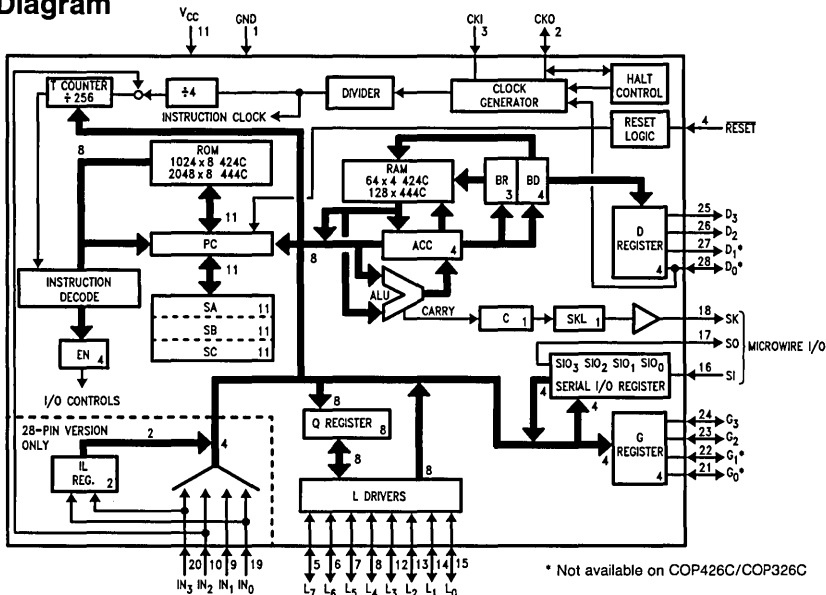 Diagram
VCC
11
GND
1
CKI
3
CKO
2
T COUNTER
÷ 256
÷4
DIVIDER
CLOCK
GENERATOR
HALT
CONTROL
INSTRUCTION CLOCK
RESET
LOGIC
4
RESET
8
ROM
1024 x 8 424C
2048 x 8 444C
RAM
64 x 4 424C
128 x 444C
BR
3
BD
4
11
PC
8
ACC
4
D
REGISTER
4
25 D3
26 D2
27 D1*
28 D0*
11
INSTRUCTION
DECODE
ALU
CARRY
C 1
SKL 1
18 SK
17 SO
16 SI
MICROWIRE I/O
SA 11
SB 11
SC 11
EN 4
I/O CONTROLS
SIO3 SIO2 SIO1 SIO0
SERIAL I/O REGISTER
4
4
28-PIN VERSION
ONLY
2
4
IL
REG. 2
8
Q REGISTER
8
8
8
L DRIVERS
G
REGISTER
4
4
24 G3
23 G2
22 G1*
21 G0*
20 10 9 19
IN3 IN2 IN1 IN0
5 6 7 8 12 13 14 15
L7 L6 L5 L4 L3 L2 L1 L0
* Not available on COP426C/COP326C